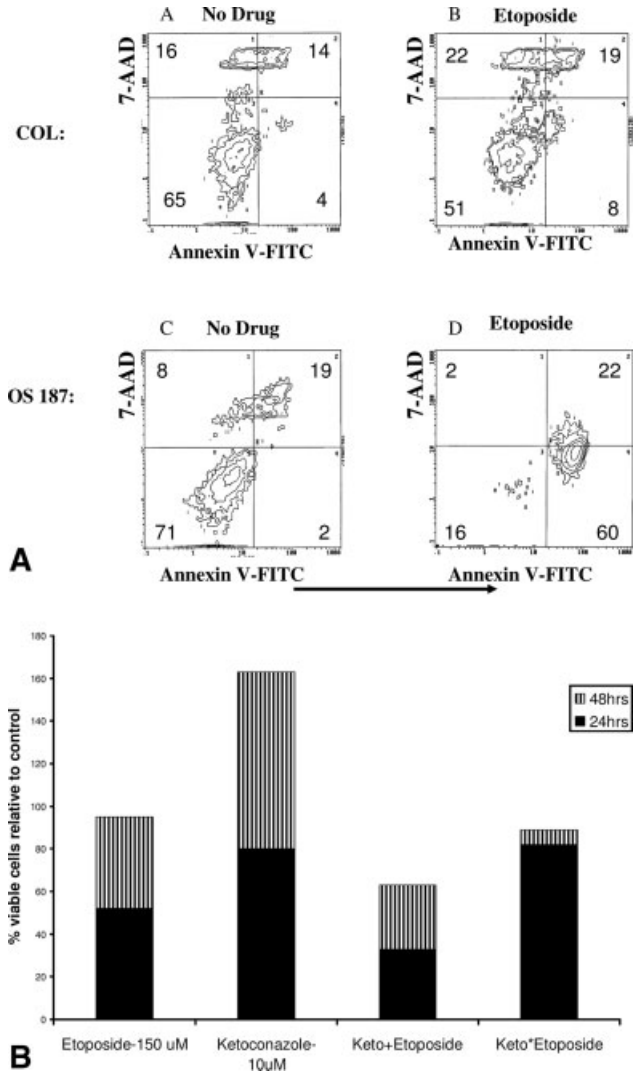 A No Drug
B Etoposide
COL:
7-AAD
16 14
65 4
Annexin V-FITC
7-AAD
22 19
51 8
Annexin V-FITC
C No Drug
D Etoposide
OS 187:
7-AAD
8 19
71 2
Annexin V-FITC
7-AAD
2 22
16 60
Annexin V-FITC
A
% viable cells relative to control
180
160
140
120
100
80
60
40
20
0
48hrs
24hrs
Etoposide-150 uM
Ketoconazole-
10µM
Keto+Etoposide
Keto*Etoposide
B